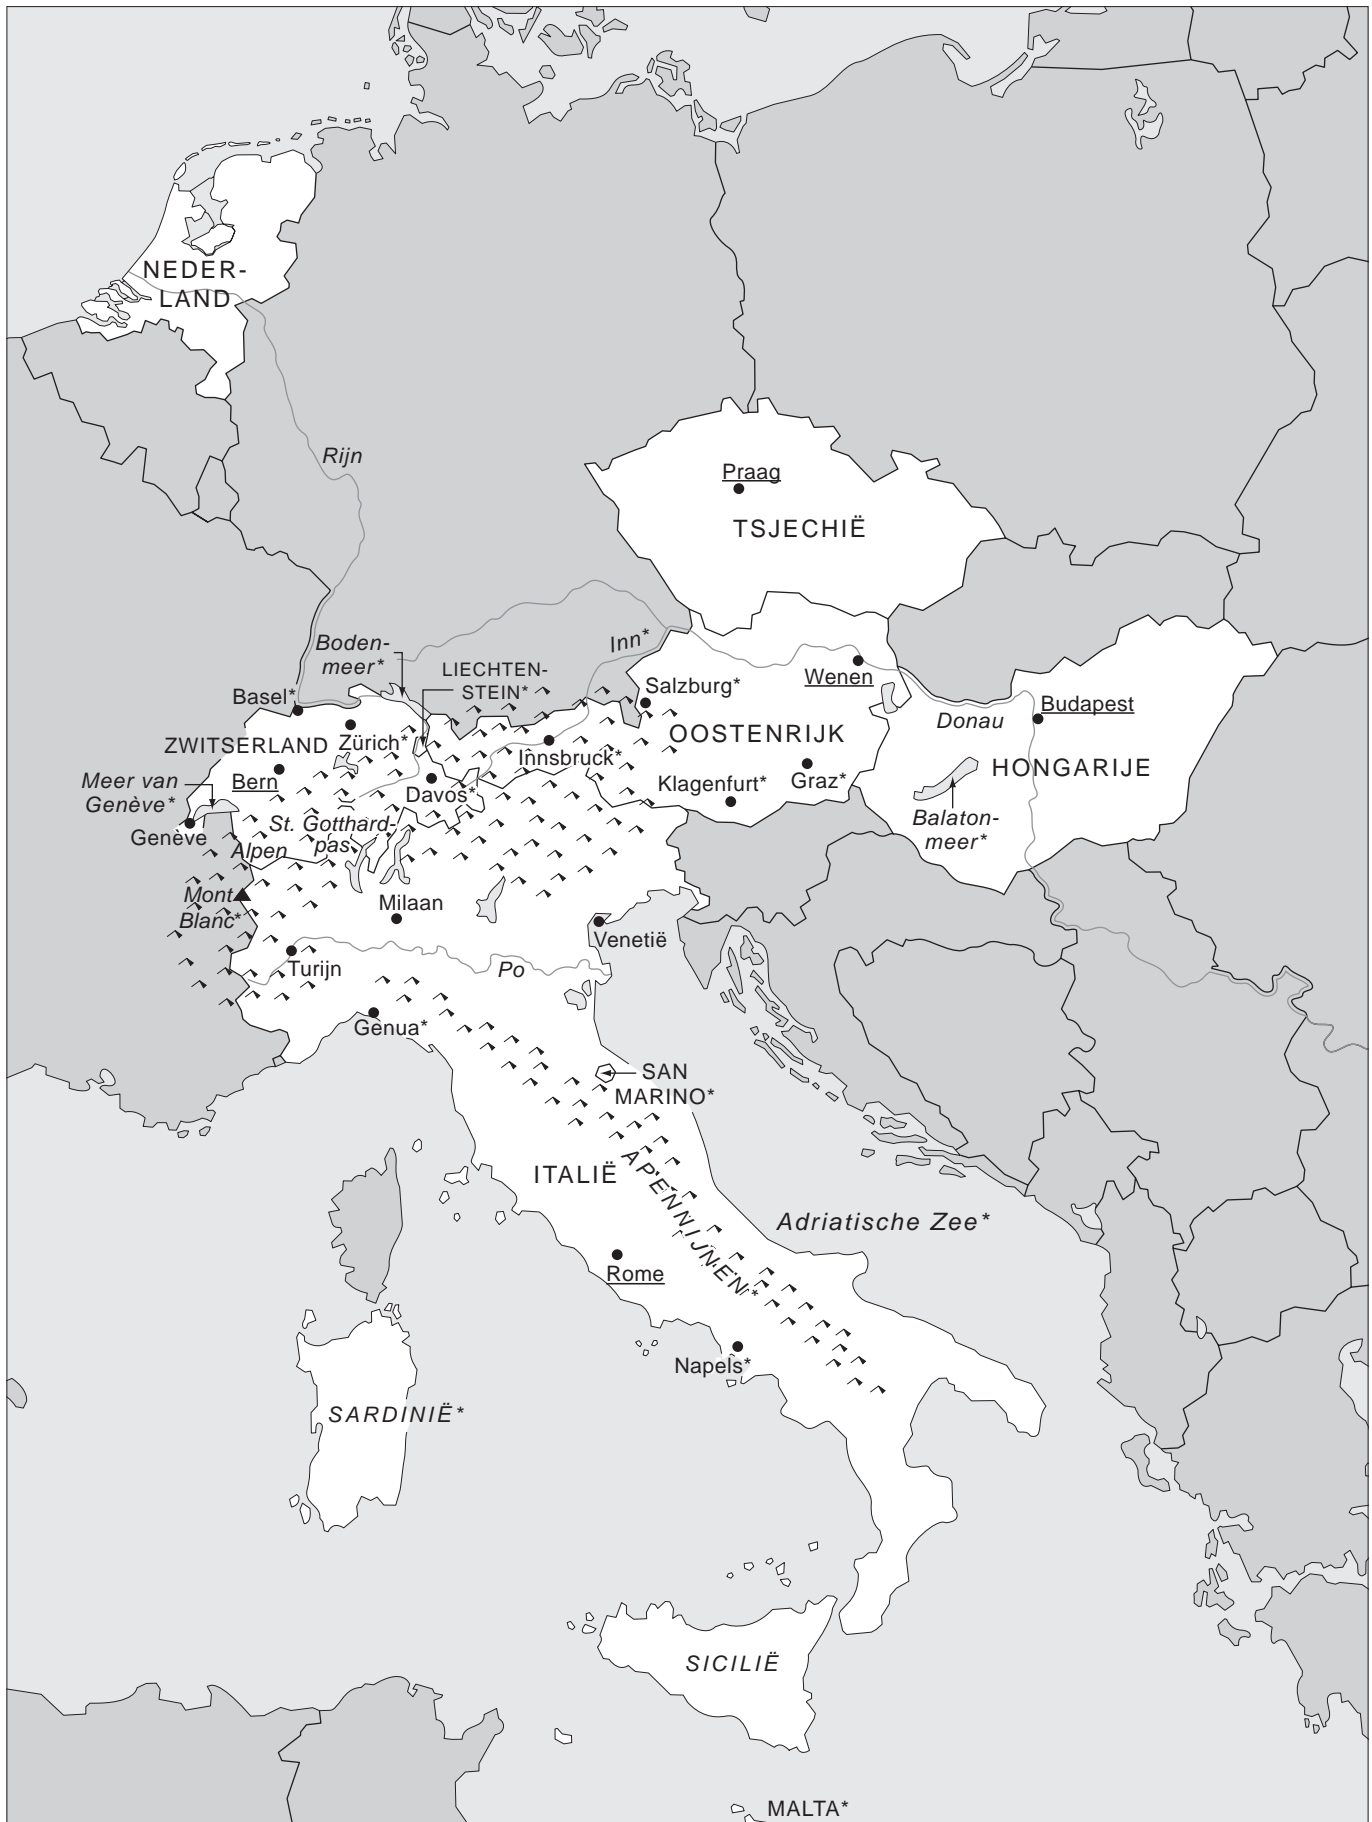 NEDER-
LAND
Rijn
Praag
TSJECHIË
Boden-
meer*
Inn*
LIECHTEN-
STEIN*
Basel*
Salzburg*
Wenen
Donau
Budapest
ZWITSERLAND
Zürich*
OOSTENRIJK
Innsbruck*
HONGARIJE
Meer van
Genève*
Bern
Davos*
Klagenfurt*
Graz*
Balaton-
meer*
Genève
St. Gotthard-
pas
Alpen
Mont
Blanc*
Milaan
Venetië
Turijn
Po
Genua*
SAN
MARINO*
ITALIË
APENNIJNEN*
Adriatische Zee*
Rome
Napels*
SARDINIË*
SICILIË
MALTA*